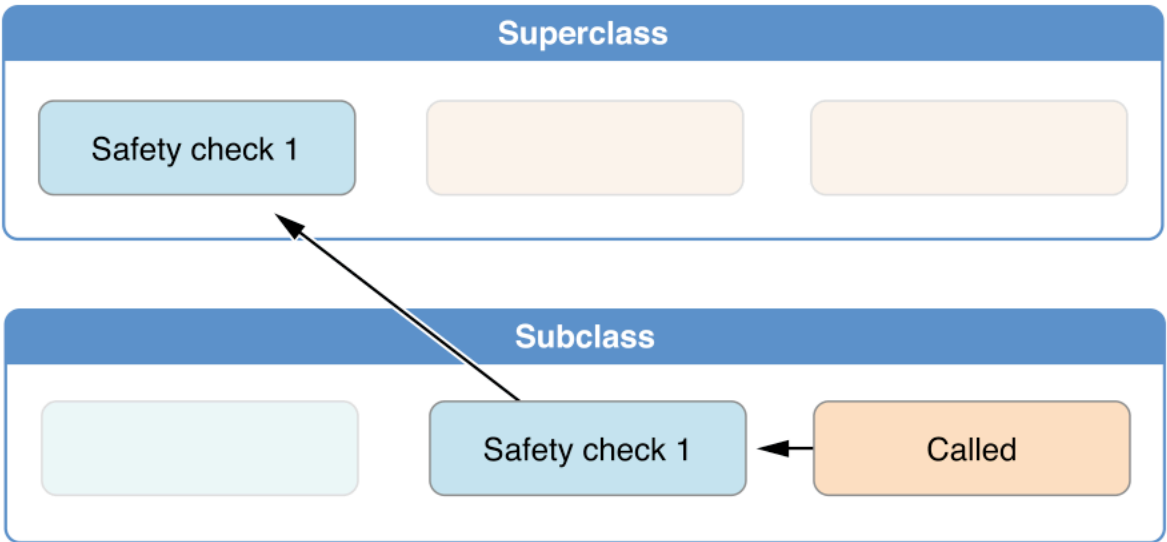 Superclass
Safety check 1
Subclass
Safety check 1
Called